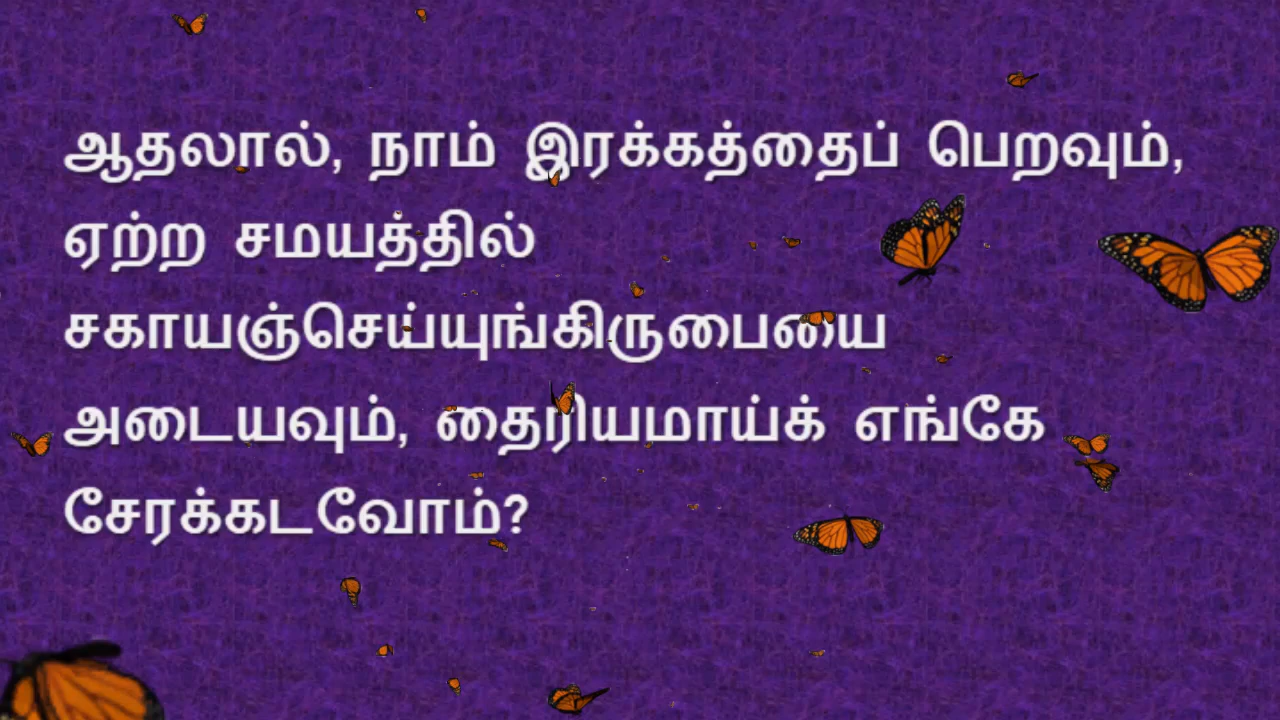 ஆதலால், நாம் இரக்கத்தைப் பெறவும்,
ஏற்ற சமயத்தில்
சகாயஞ்செய்யுங்கிருபையை
அடையவும், தைரியமாய்க் எங்கே
சேரக்கடவோம்?